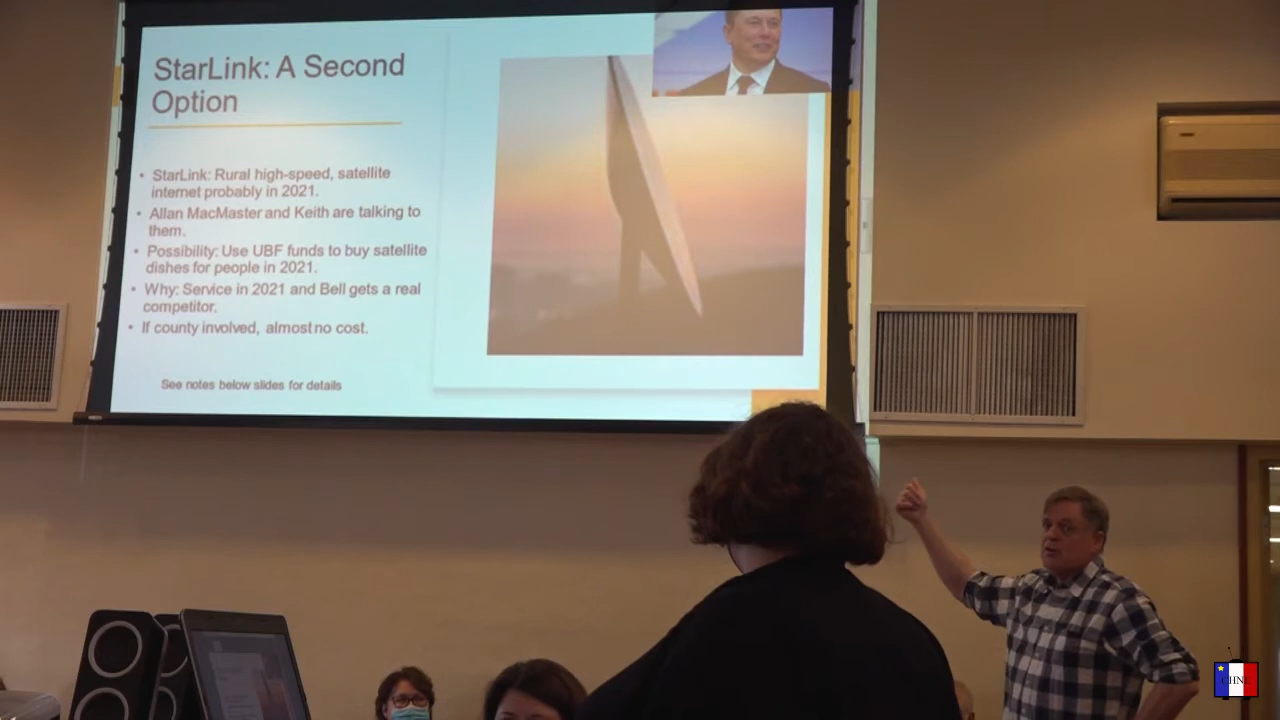 StarLink: A Second
Option
• StarLink: Rural high-speed, satellite
internet probably in 2021.
• Allan MacMaster and Keith are talking to
them.
• Possibility: Use UBF funds to buy satellite
dishes for people in 2021.
• Why: Service in 2021 and Bell gets a real
competitor.
• If county involved, almost no cost.
See notes below slides for details
CHNE